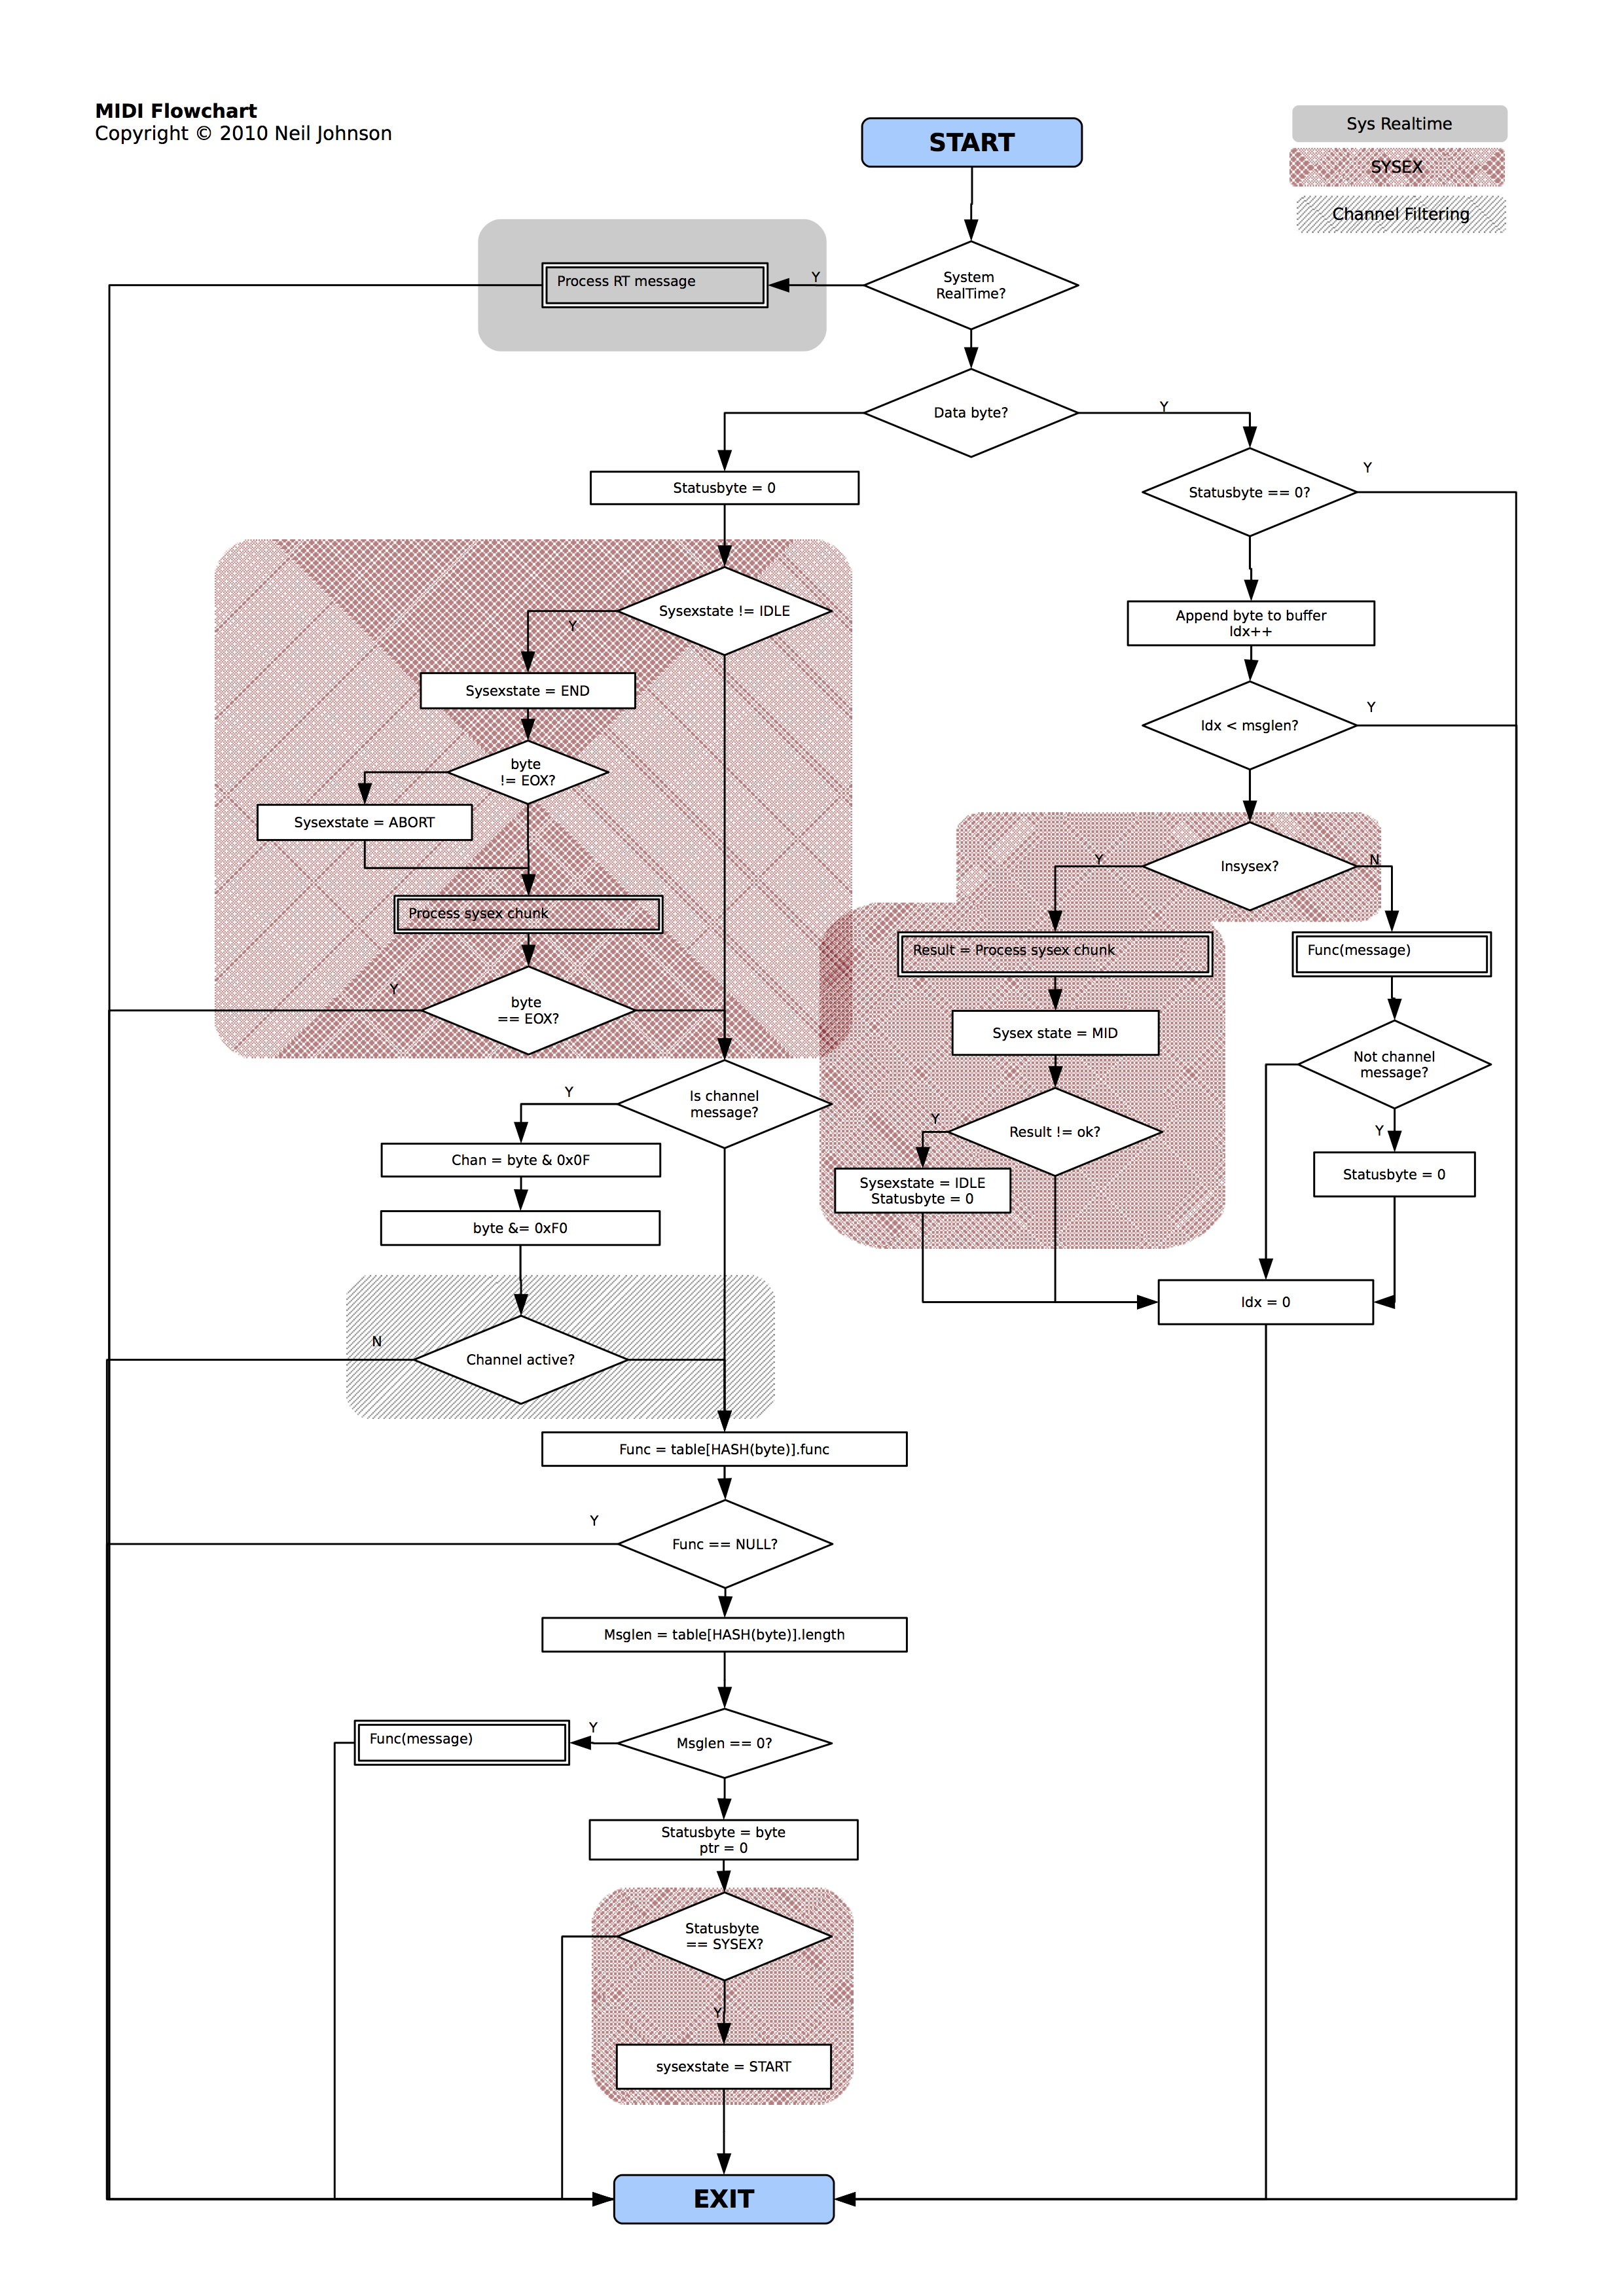 MIDI Flowchart
Copyright © 2010 Neil Johnson
START
Sys Realtime
SYSEX
Channel Filtering
System
RealTime?
Y
Process RT message
Data byte?
Y
Statusbyte = 0
Statusbyte == 0?
Y
Sysexstate != IDLE
Y
Append byte to buffer
Idx++
Sysexstate = END
Idx < msglen?
Y
byte
!= EOX?
Sysexstate = ABORT
Insysex?
Y
N
Process sysex chunk
Result = Process sysex chunk
Func(message)
byte
== EOX?
Y
Sysex state = MID
Not channel
message?
Y
Is channel
message?
Y
Result != ok?
Y
Chan = byte & 0x0F
Sysexstate = IDLE
Statusbyte = 0
Statusbyte = 0
byte &= 0xF0
Idx = 0
Channel active?
N
Func = table[HASH(byte)].func
Func == NULL?
Y
Msglen = table[HASH(byte)].length
Msglen == 0?
Y
Func(message)
Statusbyte = byte
ptr = 0
Statusbyte
== SYSEX?
Y
sysexstate = START
EXIT